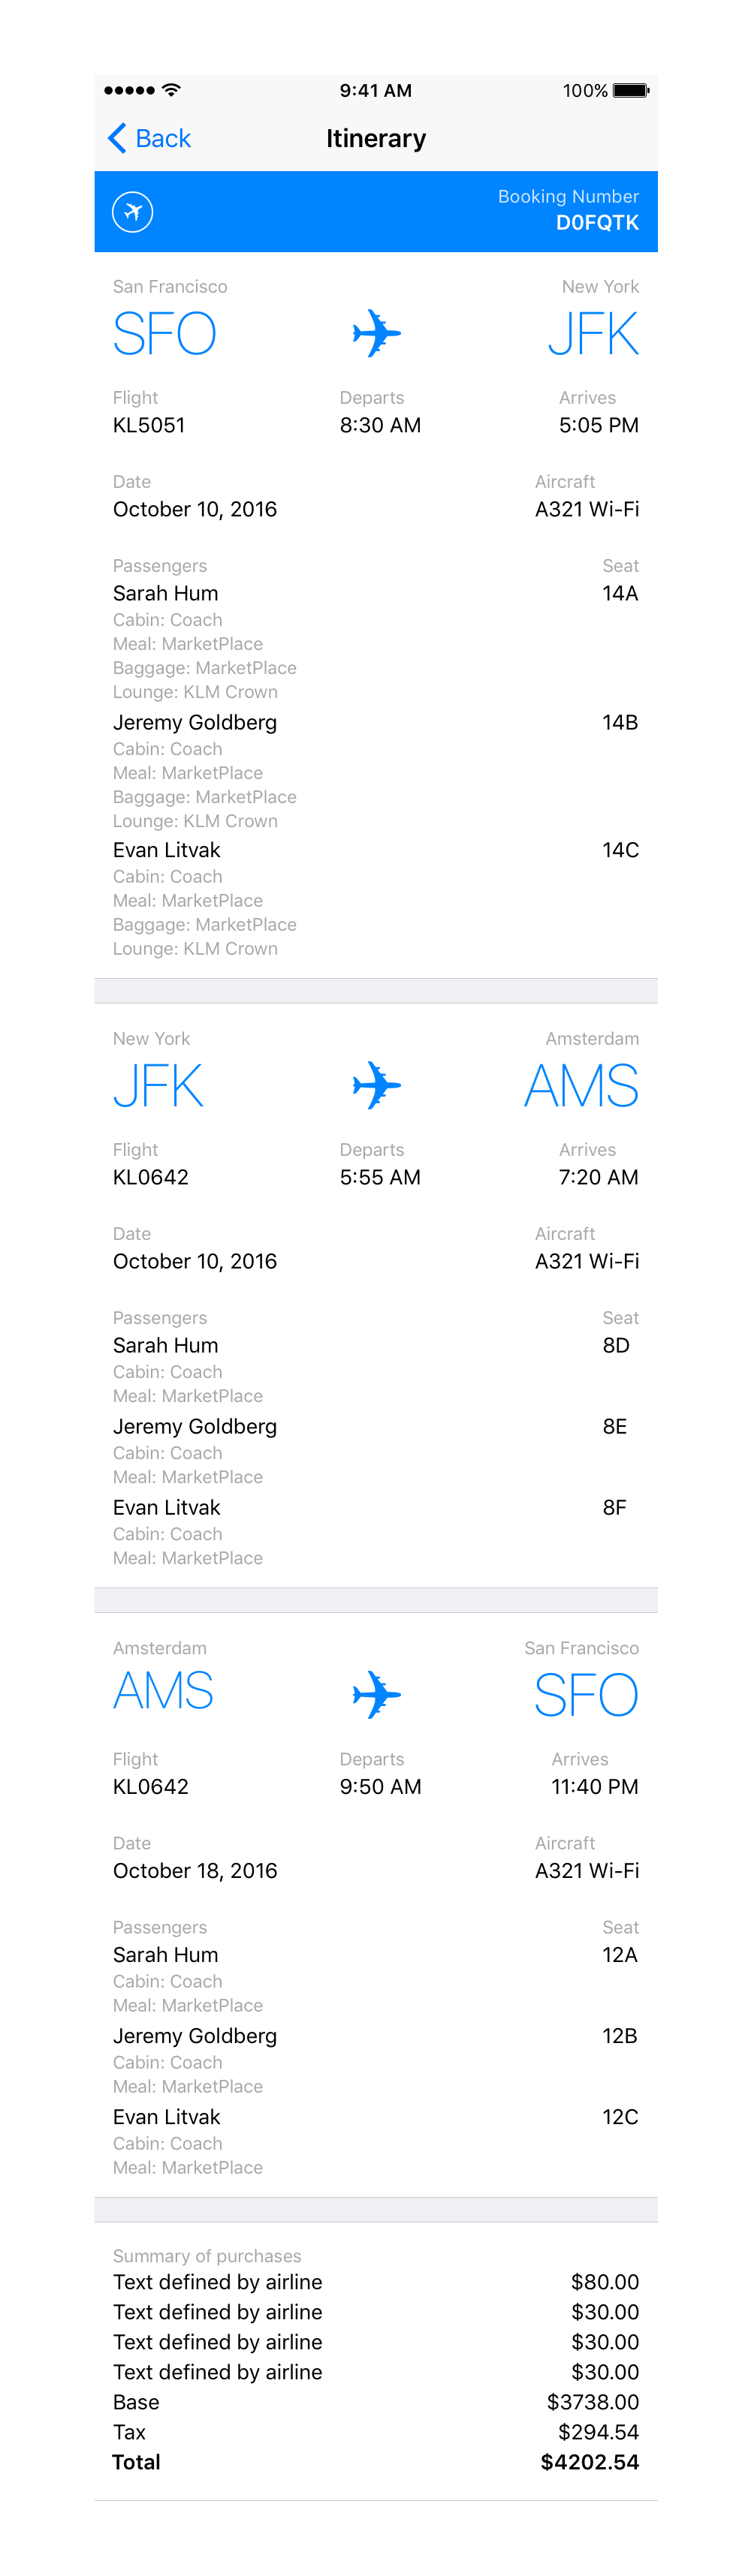 9:41 AM 100%
Back Itinerary
Booking Number
D0FQTK
San Francisco New York
SFO JFK
Flight Departs Arrives
KL5051 8:30 AM 5:05 PM
Date Aircraft
October 10, 2016 A321 Wi-Fi
Passengers Seat
Sarah Hum 14A
Cabin: Coach
Meal: MarketPlace
Baggage: MarketPlace
Lounge: KLM Crown
Jeremy Goldberg 14B
Cabin: Coach
Meal: MarketPlace
Baggage: MarketPlace
Lounge: KLM Crown
Evan Litvak 14C
Cabin: Coach
Meal: MarketPlace
Baggage: MarketPlace
Lounge: KLM Crown
New York Amsterdam
JFK AMS
Flight Departs Arrives
KL0642 5:55 AM 7:20 AM
Date Aircraft
October 10, 2016 A321 Wi-Fi
Passengers Seat
Sarah Hum 8D
Cabin: Coach
Meal: MarketPlace
Jeremy Goldberg 8E
Cabin: Coach
Meal: MarketPlace
Evan Litvak 8F
Cabin: Coach
Meal: MarketPlace
Amsterdam San Francisco
AMS SFO
Flight Departs Arrives
KL0642 9:50 AM 11:40 PM
Date Aircraft
October 18, 2016 A321 Wi-Fi
Passengers Seat
Sarah Hum 12A
Cabin: Coach
Meal: MarketPlace
Jeremy Goldberg 12B
Cabin: Coach
Meal: MarketPlace
Evan Litvak 12C
Cabin: Coach
Meal: MarketPlace
Summary of purchases
Text defined by airline $80.00
Text defined by airline $30.00
Text defined by airline $30.00
Text defined by airline $30.00
Base $3738.00
Tax $294.54
Total $4202.54